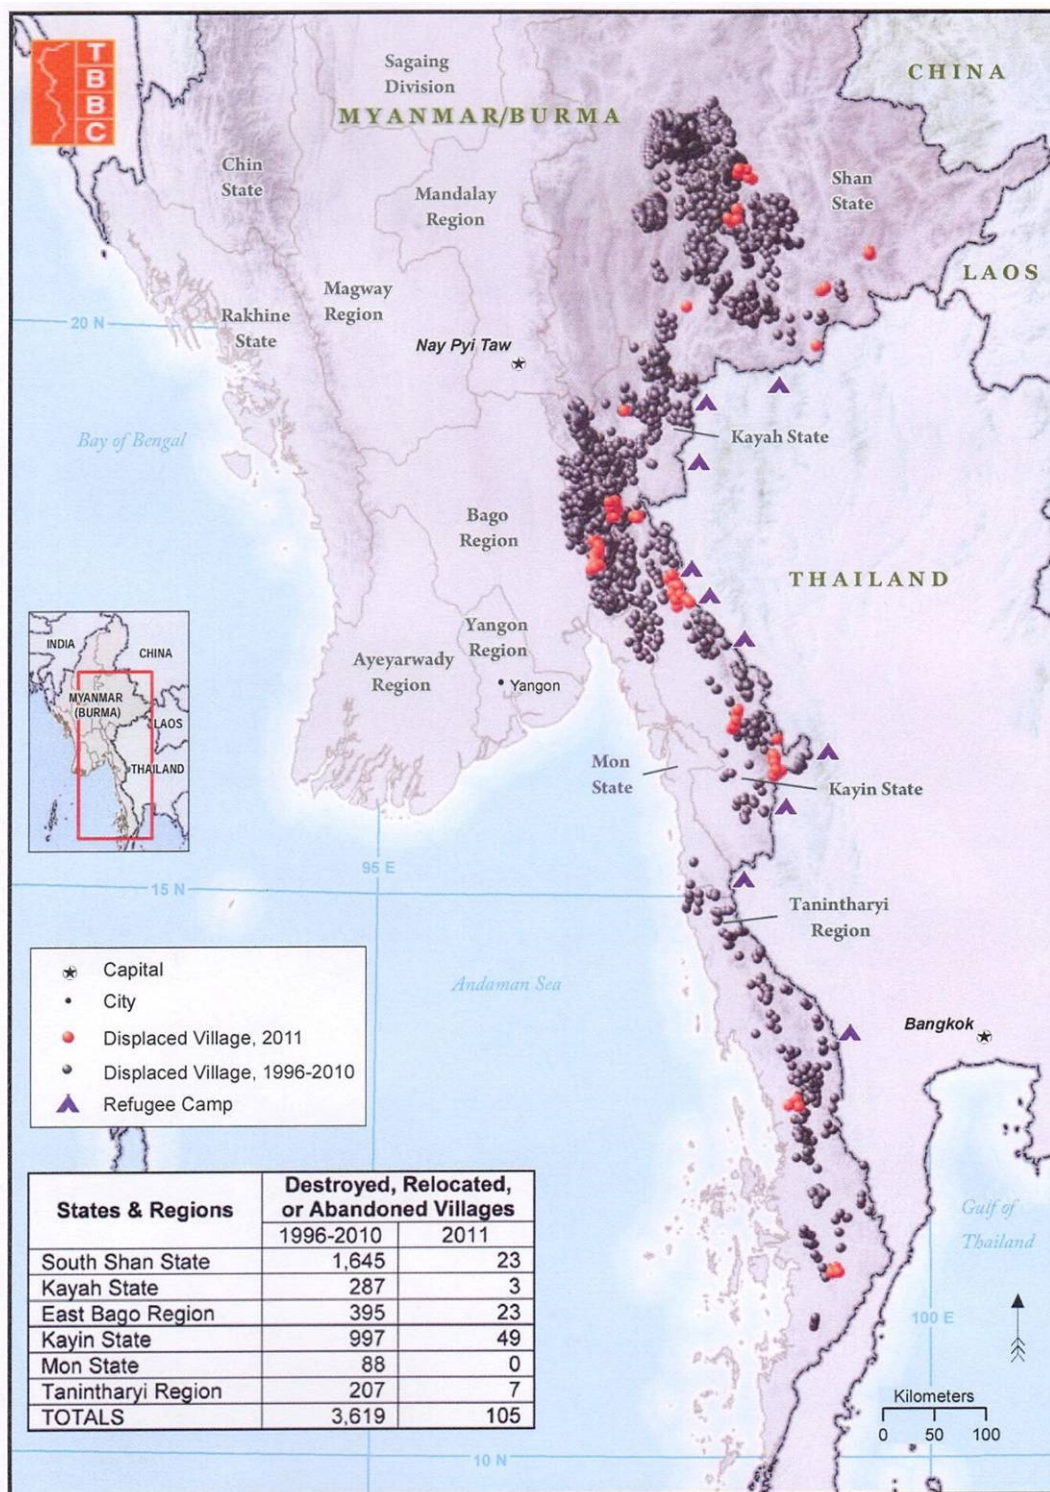 T
B
B
C
Sagaing
Division
CHINA
MYANMAR/BURMA
Chin
State
Mandalay
Region
Shan
State
LAOS
Magway
Region
20 N
Rakhine
State
Nay Pyi Taw
Bay of Bengal
Kayah State
Bago
Region
THAILAND
Yangon
Region
Ayeyarwady
Region
Yangon
INDIA
CHINA
MYANMAR
(BURMA)
LAOS
THAILAND
Mon
State
Kayin State
95 E
15 N
Tanintharyi
Region
Andaman Sea
Bangkok
Capital
City
Displaced Village, 2011
Displaced Village, 1996-2010
Refugee Camp
Gulf of
Thailand
States & Regions
Destroyed, Relocated,
or Abandoned Villages
1996-2010 2011
South Shan State 1,645 23
Kayah State 287 3
East Bago Region 395 23
Kayin State 997 49
Mon State 88 0
Tanintharyi Region 207 7
TOTALS 3,619 105
100 E
Kilometers
0 50 100
10 N